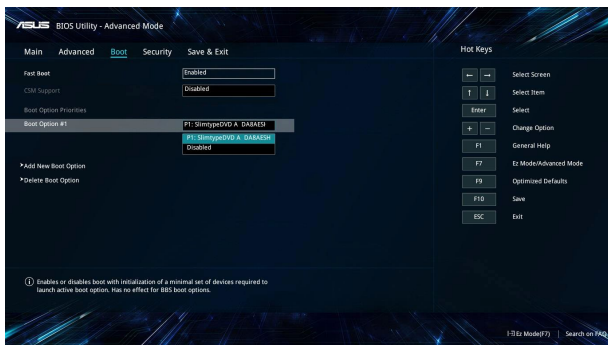 ASUS BIOS Utility - Advanced Mode
Main Advanced Boot Security Save & Exit
Hot Keys
Fast Boot Enabled
CSM Support Disabled
Boot Option Priorities
Boot Option #1 P1: SlimtypeDVD A DA8AESI
P1: SlimtypeDVD A DA8AESH
Disabled
Add New Boot Option
Delete Boot Option
← → Select Screen
↑ ↓ Select Item
Enter Select
+ − Change Option
F1 General Help
F7 Ez Mode/Advanced Mode
F9 Optimized Defaults
F10 Save
ESC Exit
Enables or disables boot with initialization of a minimal set of devices required to
launch active boot option. Has no effect for BBS boot options.
Ez Mode(F7) | Search on FAQ